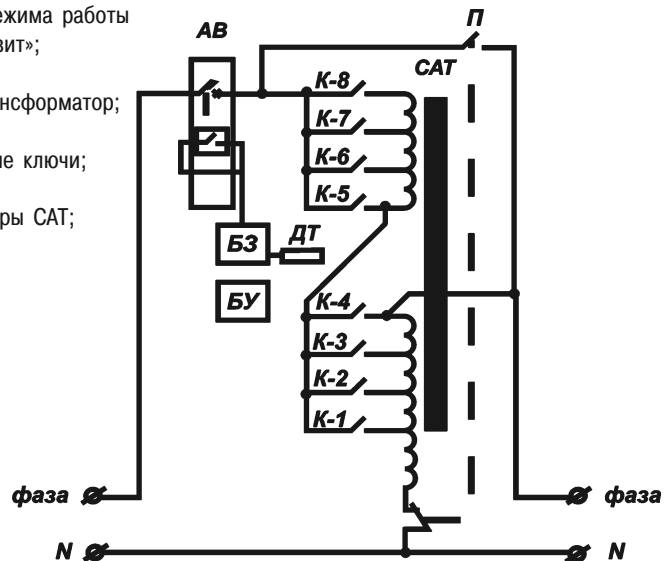 ежима работы
зит»;
нсформатор;
ые ключи;
ры САТ;
АВ
П
САТ
К-8
К-7
К-6
К-5
БЗ
ДТ
БУ
К-4
К-3
К-2
К-1
фаза
фаза
N
N